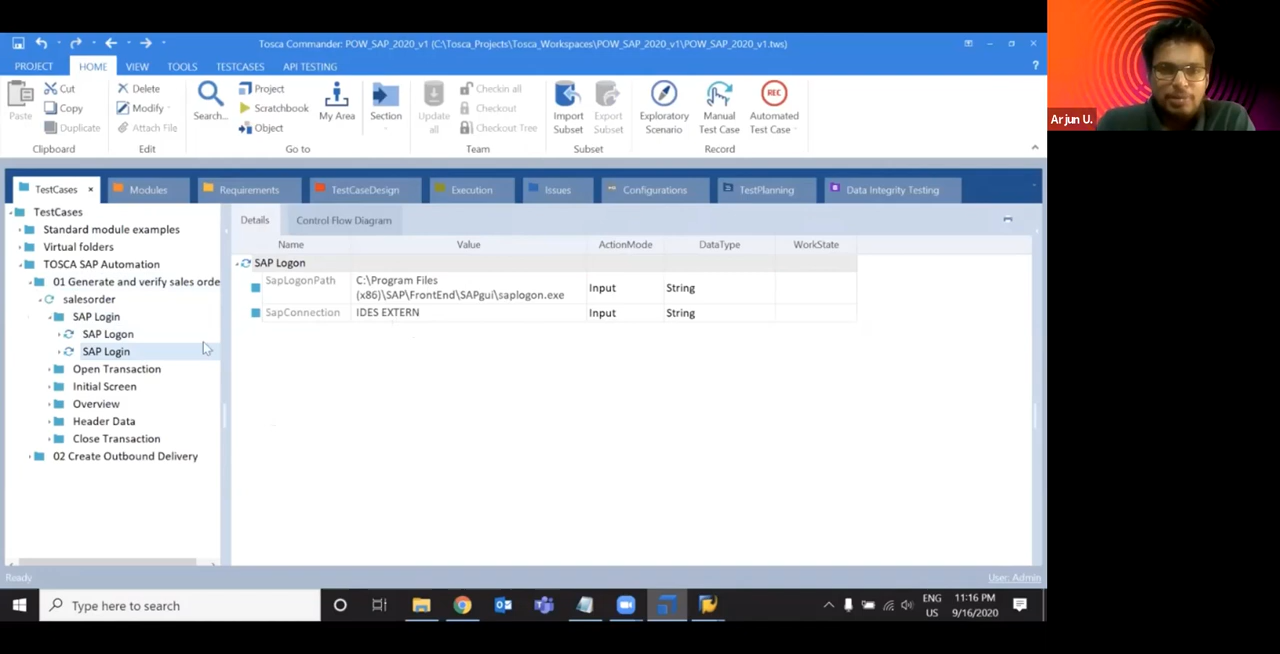 Tosca Commander: POW_SAP_2020_v1 (C:\Tosca_Projects\Tosca_Workspaces\POW_SAP_2020_v1\POW_SAP_2020_v1.tws)
PROJECT HOME VIEW TOOLS TESTCASES API TESTING ?
Paste
Cut
Copy
Duplicate
Clipboard
Delete
Modify
Attach File
Edit
Search...
Project
Scratchbook
Object
My Area
Section
Go to
Update all
Checkin all
Checkout
Checkout Tree
Team
Import Subset
Export Subset
Subset
Exploratory Scenario
Manual Test Case
REC
Automated Test Case
Record
Arjun U.
TestCases × Modules Requirements TestCaseDesign Execution Issues Configurations TestPlanning Data Integrity Testing
TestCases
Standard module examples
Virtual folders
TOSCA SAP Automation
01 Generate and verify sales orde
salesorder
SAP Login
SAP Logon
SAP Login
Open Transaction
Initial Screen
Overview
Header Data
Close Transaction
02 Create Outbound Delivery
Details Control Flow Diagram
Name Value ActionMode DataType WorkState
SAP Logon
SapLogonPath C:\Program Files (x86)\SAP\FrontEnd\SAPgui\saplogon.exe Input String
SapConnection IDES EXTERN Input String
Ready User: Admin
Type here to search
ENG
US
11:16 PM
9/16/2020